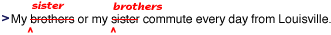 sister brothers
>My brothers or my sister commute every day from Louisville.
^ ^